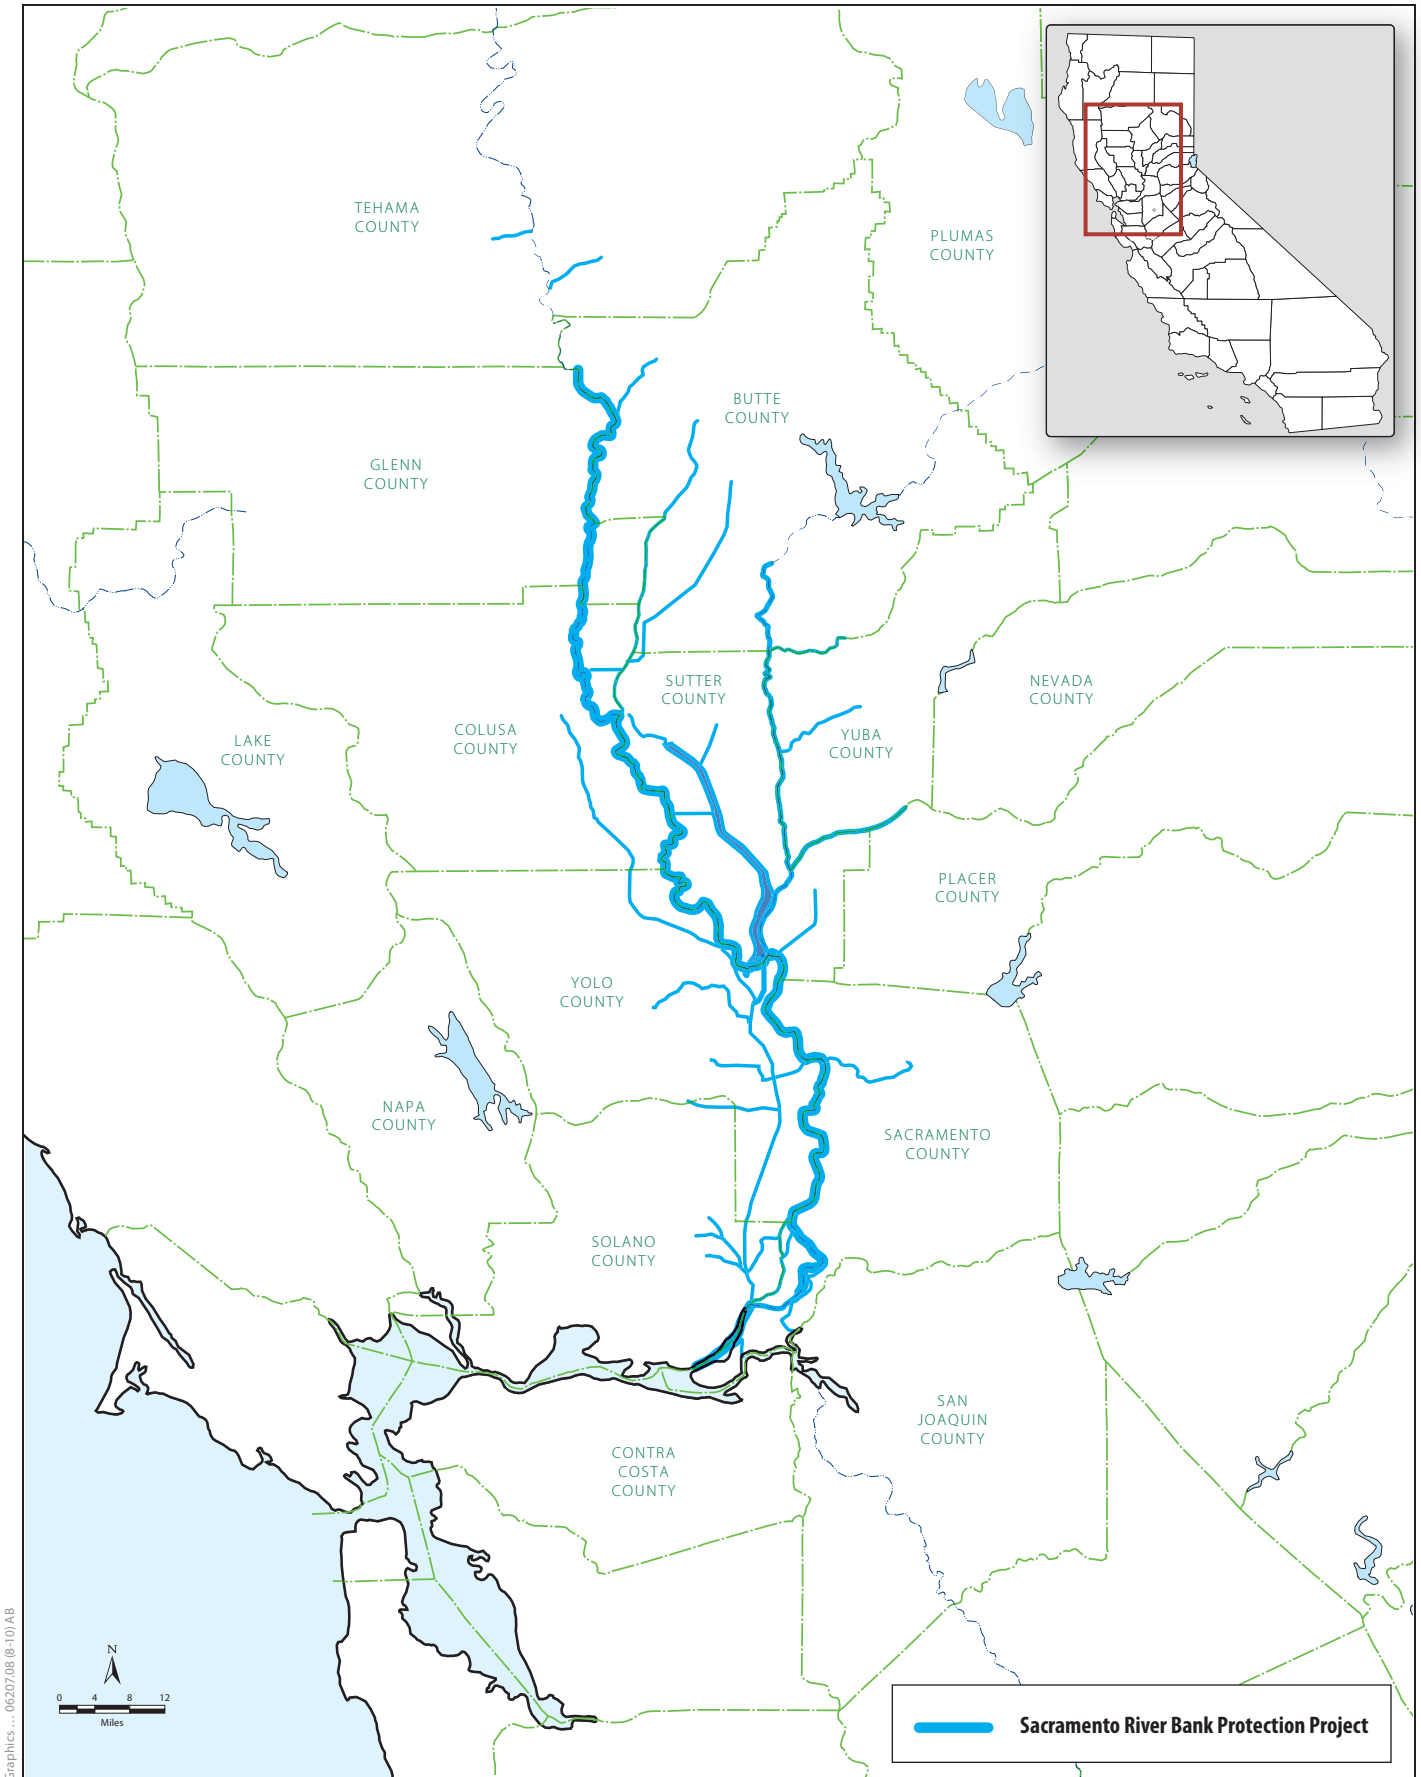 TEHAMA
COUNTY
PLUMAS
COUNTY
BUTTE
COUNTY
GLENN
COUNTY
SUTTER
COUNTY
NEVADA
COUNTY
COLUSA
COUNTY
YUBA
COUNTY
LAKE
COUNTY
PLACER
COUNTY
YOLO
COUNTY
NAPA
COUNTY
SACRAMENTO
COUNTY
SOLANO
COUNTY
SAN
JOAQUIN
COUNTY
CONTRA
COSTA
COUNTY
N
0 4 8 12
Miles
Sacramento River Bank Protection Project
Graphics … 06207.08 (8-10) AB